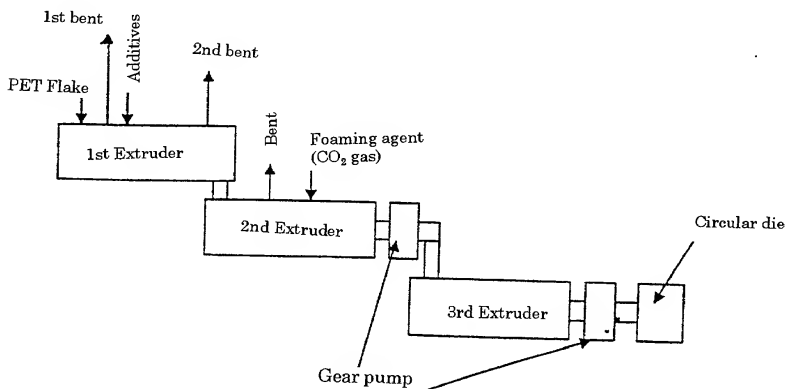 1st bent
Additives
2nd bent
PET Flake
1st Extruder
Bent
Foaming agent
(CO₂ gas)
2nd Extruder
Circular die
3rd Extruder
Gear pump